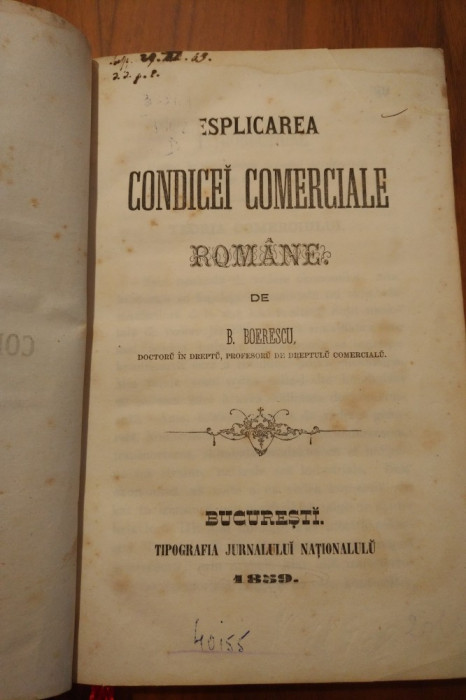 ESPLICAREA
CONDICEĬ COMERCIALE
ROMÂNE.
DE
B. BOERESCU,
DOCTORŬ ÎN DREPTŬ, PROFESORŬ DE DREPTULŬ COMERCIALŬ.
BUCUREȘTĬ.
TIPOGRAFIA JURNALULUĬ NAȚIONALULŬ
1859.
40155